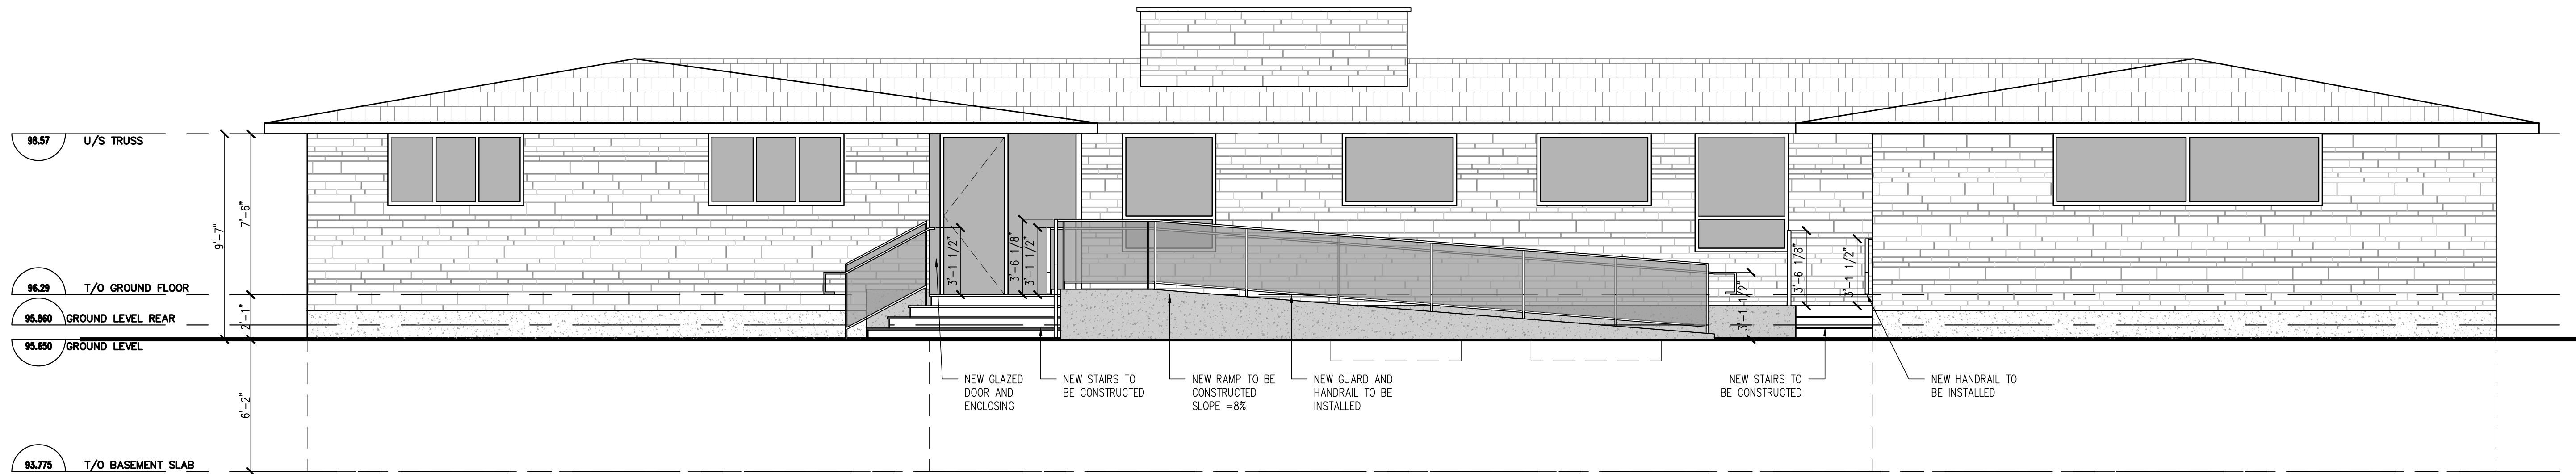 98.57
U/S TRUSS
96.29
T/O GROUND FLOOR
95.860
GROUND LEVEL REAR
95.650
GROUND LEVEL
93.775
T/O BASEMENT SLAB
9'-7"
7'-6"
2'-1"
6'-2"
3'-1 1/2"
3'-6 1/8"
3'-1 1/2"
3'-1 1/2"
3'-6 1/8"
3'-1 1/2"
NEW GLAZED
DOOR AND
ENCLOSING
NEW STAIRS TO
BE CONSTRUCTED
NEW RAMP TO BE
CONSTRUCTED
SLOPE =8%
NEW GUARD AND
HANDRAIL TO BE
INSTALLED
NEW STAIRS TO
BE CONSTRUCTED
NEW HANDRAIL TO
BE INSTALLED